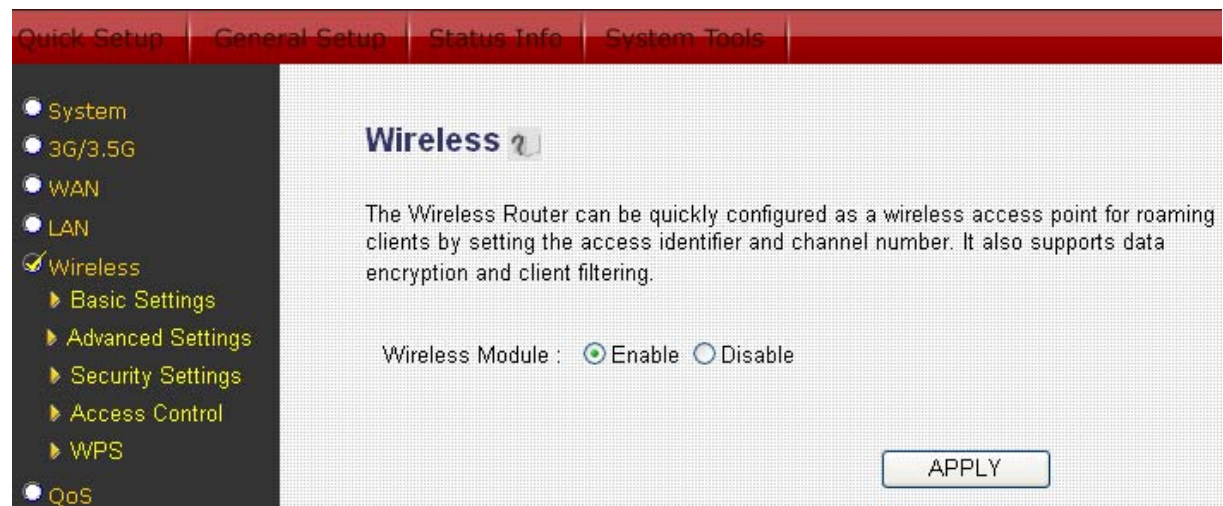 Quick Setup General Setup Status Info System Tools
System
3G/3.5G
WAN
LAN
Wireless
Basic Settings
Advanced Settings
Security Settings
Access Control
WPS
QoS
Wireless
The Wireless Router can be quickly configured as a wireless access point for roaming
clients by setting the access identifier and channel number. It also supports data
encryption and client filtering.
Wireless Module : Enable Disable
APPLY